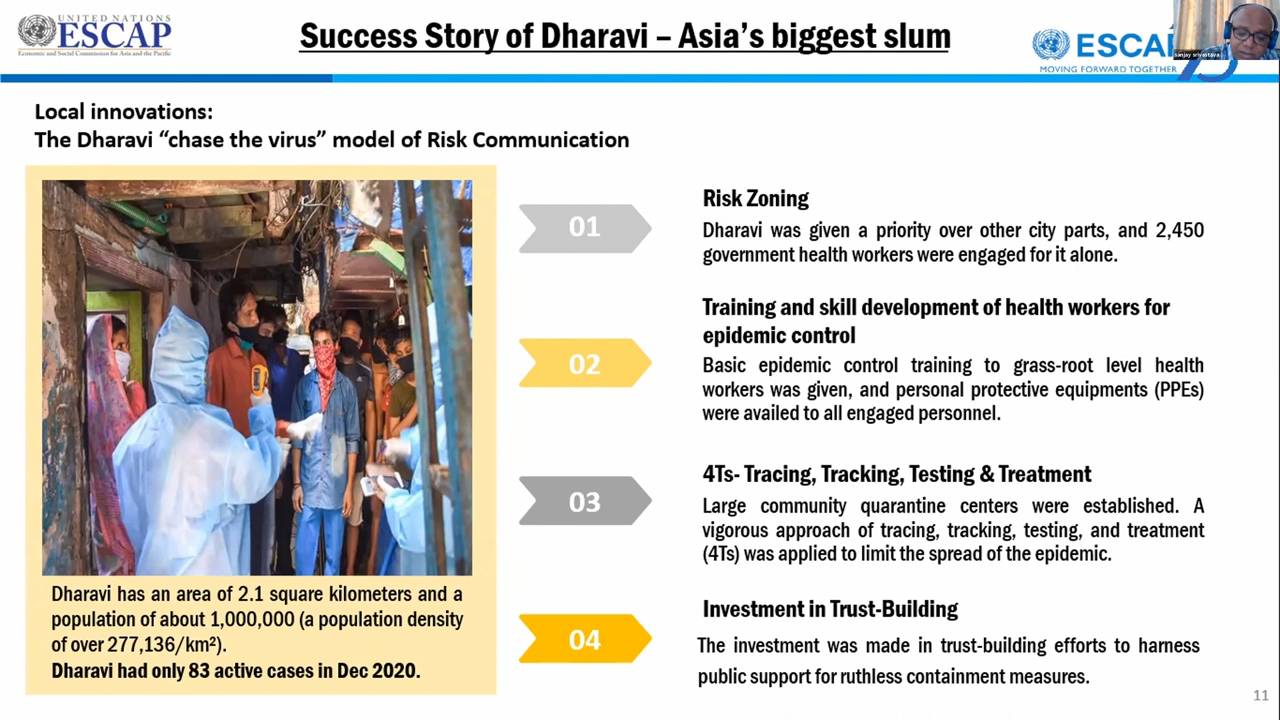 UNITED NATIONS
ESCAP
Economic and Social Commission for Asia and the Pacific
Success Story of Dharavi – Asia's biggest slum
ESCAP
MOVING FORWARD TOGETHER
sanjay srivastava
Local innovations:
The Dharavi “chase the virus” model of Risk Communication
01
Risk Zoning
Dharavi was given a priority over other city parts, and 2,450
government health workers were engaged for it alone.
02
Training and skill development of health workers for
epidemic control
Basic epidemic control training to grass-root level health
workers was given, and personal protective equipments (PPEs)
were availed to all engaged personnel.
03
4Ts- Tracing, Tracking, Testing & Treatment
Large community quarantine centers were established. A
vigorous approach of tracing, tracking, testing, and treatment
(4Ts) was applied to limit the spread of the epidemic.
04
Investment in Trust-Building
The investment was made in trust-building efforts to harness
public support for ruthless containment measures.
Dharavi has an area of 2.1 square kilometers and a
population of about 1,000,000 (a population density
of over 277,136/km²).
Dharavi had only 83 active cases in Dec 2020.
11